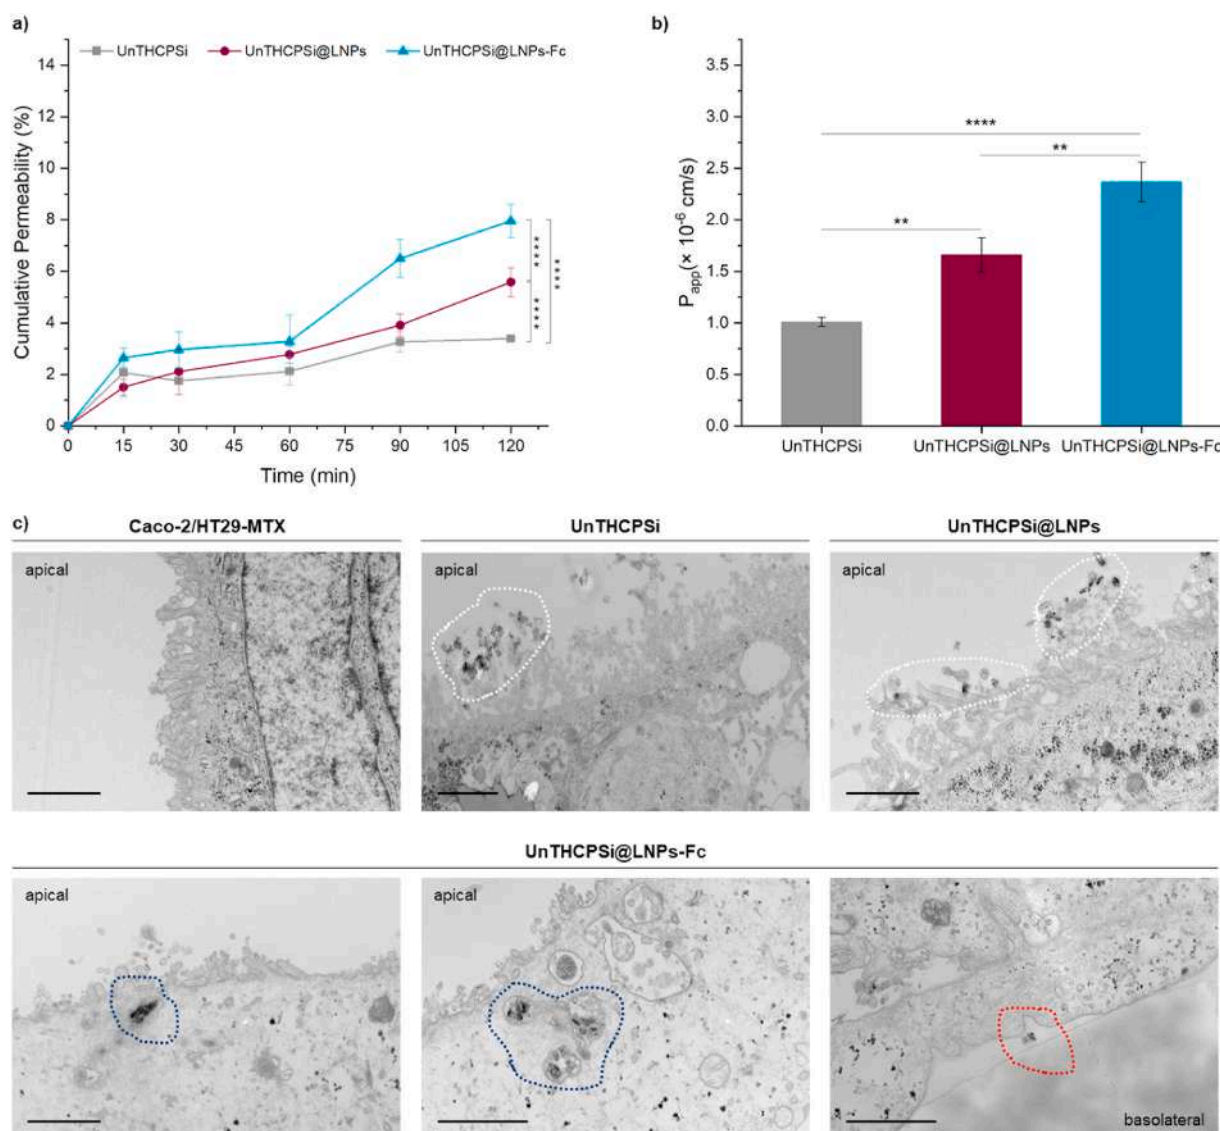 a)
UnTHCPSi UnTHCPSi@LNPs UnTHCPSi@LNPs-Fc
14
12
10
8
6
4
2
0
Cumulative Permeability (%)
0 15 30 45 60 75 90 105 120
Time (min)
****
****
****
b)
3.5
3.0
2.5
2.0
1.5
1.0
0.5
0.0
P_app(× 10^-6 cm/s)
****
**
**
UnTHCPSi UnTHCPSi@LNPs UnTHCPSi@LNPs-Fc
c)
Caco-2/HT29-MTX UnTHCPSi UnTHCPSi@LNPs
apical apical apical
UnTHCPSi@LNPs-Fc
apical apical
basolateral